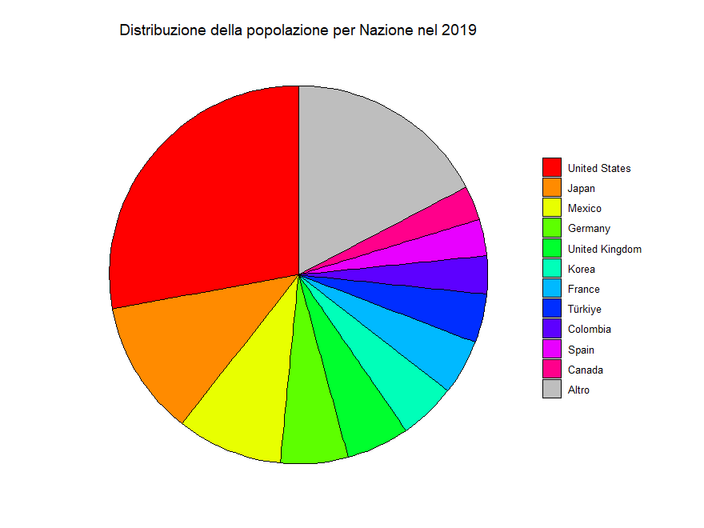 Distribuzione della popolazione per Nazione nel 2019
United States
Japan
Mexico
Germany
United Kingdom
Korea
France
Türkiye
Colombia
Spain
Canada
Altro